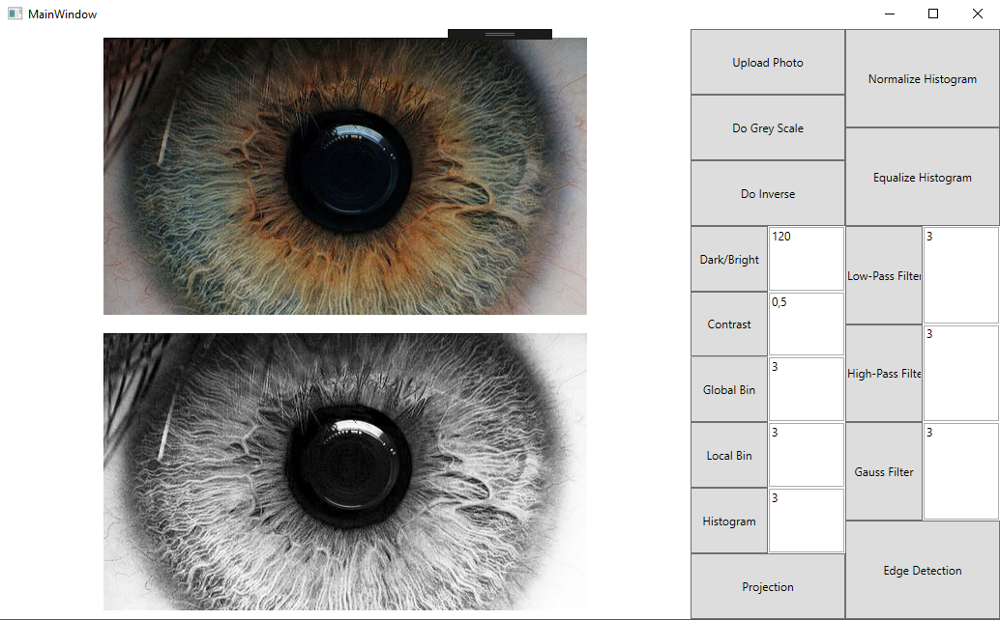 MainWindow
Upload Photo
Do Grey Scale
Do Inverse
Dark/Bright
120
Contrast
0,5
Global Bin
3
Local Bin
3
Histogram
3
Projection
Normalize Histogram
Equalize Histogram
Low-Pass Filter
3
High-Pass Filte
3
Gauss Filter
3
Edge Detection